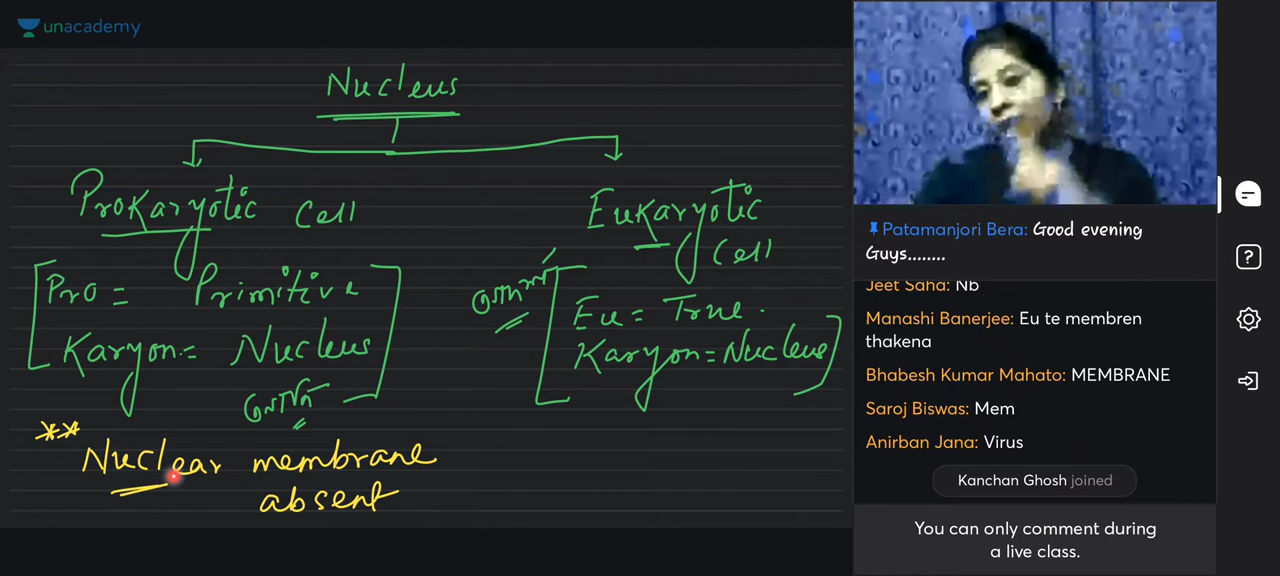 unacademy
Nucleus
Prokaryotic Cell
Eukaryotic
Cell
Pro = Primitive
Karyon = Nucleus
Eu = True.
Karyon = Nucleus
**
Nuclear membrane
absent
Patamanjori Bera: Good evening
Guys........
Jeet Saha: Nb
Manashi Banerjee: Eu te membren
thakena
Bhabesh Kumar Mahato: MEMBRANE
Saroj Biswas: Mem
Anirban Jana: Virus
Kanchan Ghosh joined
You can only comment during
a live class.